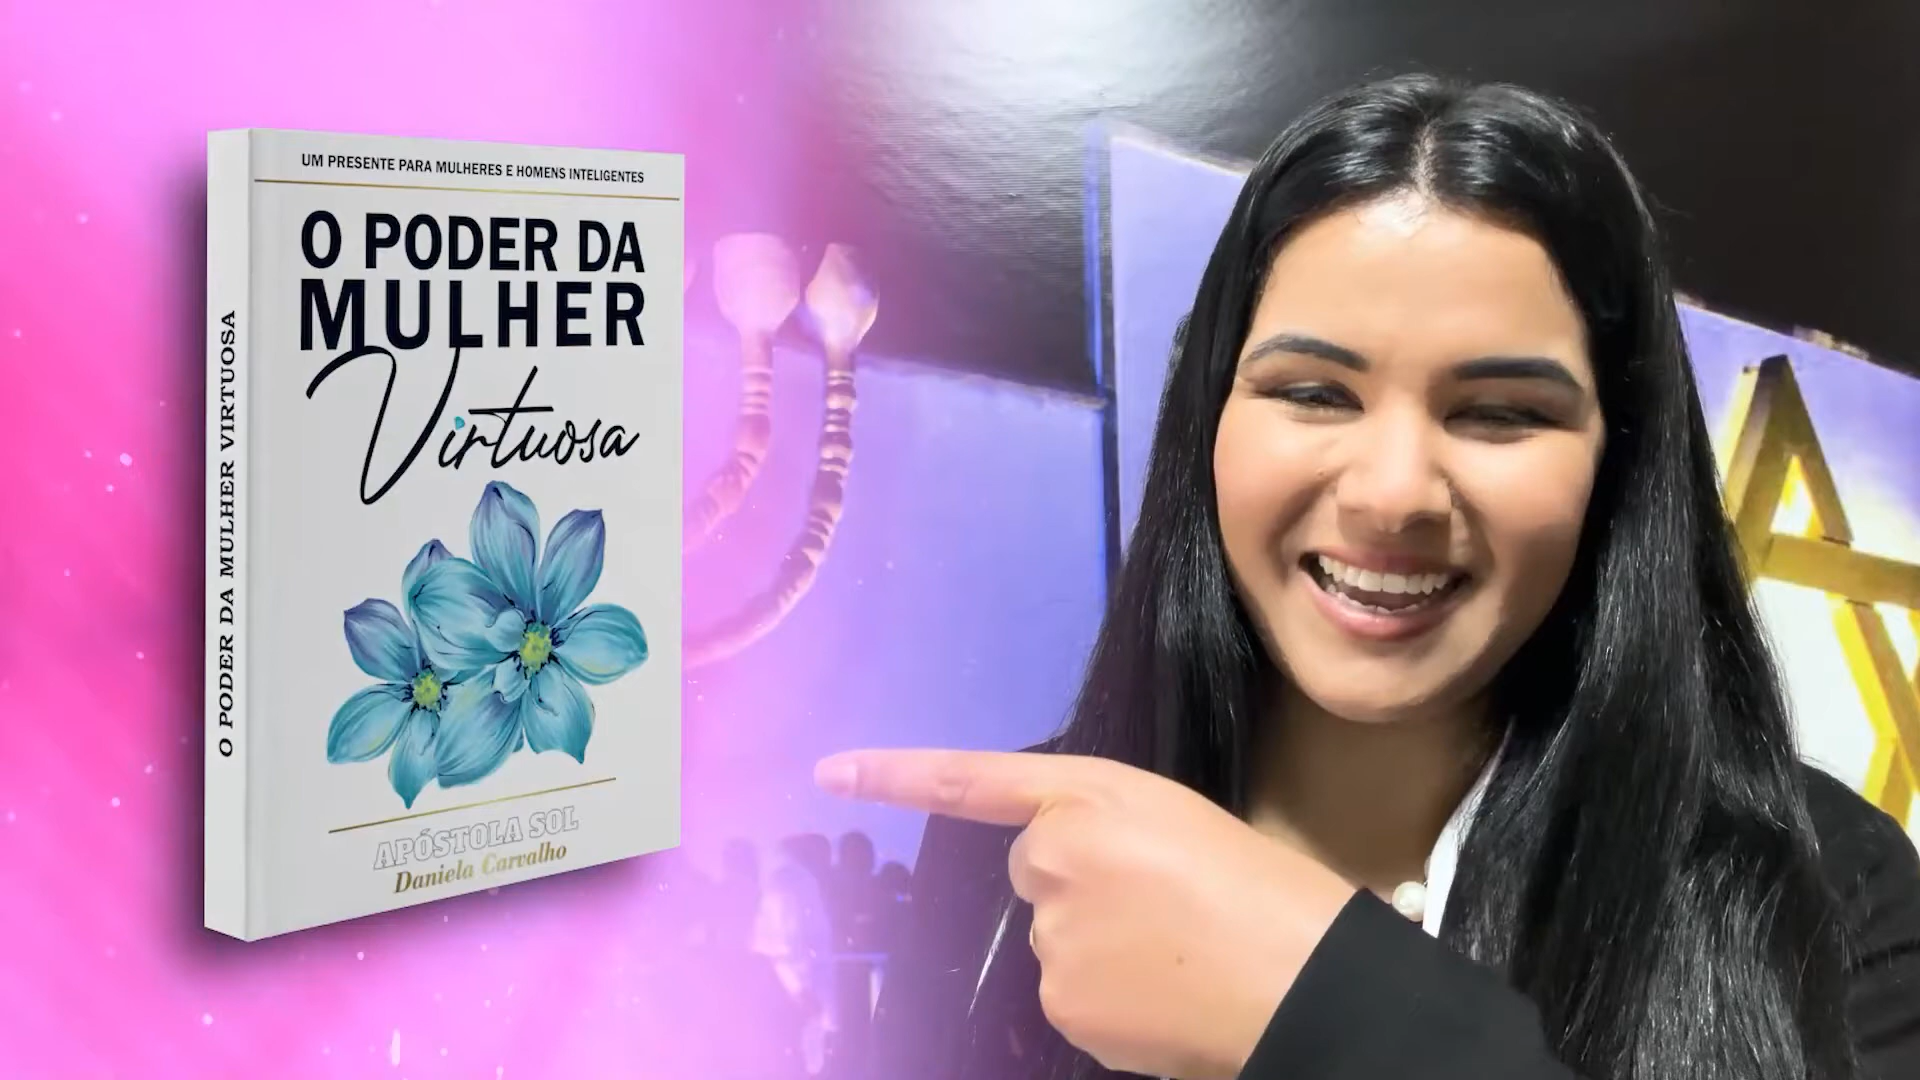 UM PRESENTE PARA MULHERES E HOMENS INTELIGENTES
O PODER DA
MULHER
Virtuosa
APÓSTOLA SOL
Daniela Carvalho
O PODER DA MULHER VIRTUOSA